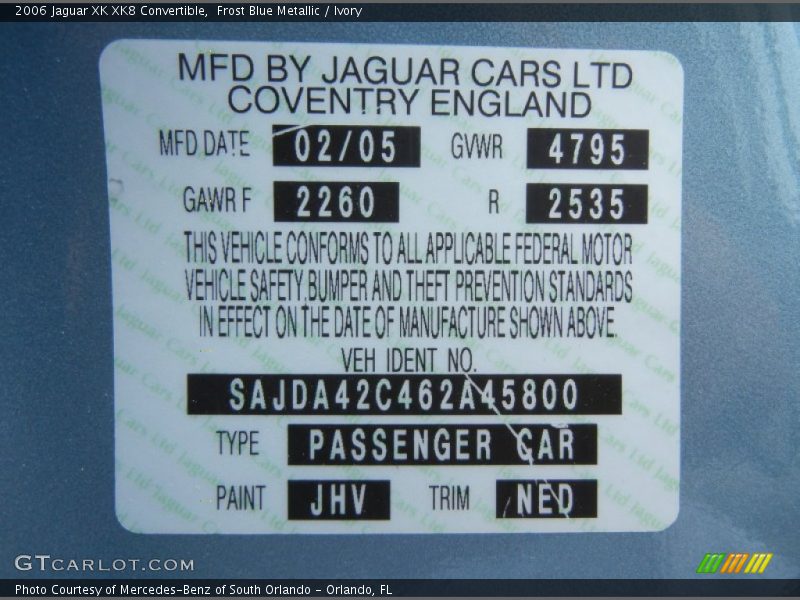 2006 Jaguar XK XK8 Convertible,  Frost Blue Metallic / Ivory
MFD BY JAGUAR CARS LTD
COVENTRY ENGLAND
MFD DATE 02/05 GVWR 4795
GAWR F 2260 R 2535
THIS VEHICLE CONFORMS TO ALL APPLICABLE FEDERAL MOTOR
VEHICLE SAFETY, BUMPER AND THEFT PREVENTION STANDARDS
IN EFFECT ON THE DATE OF MANUFACTURE SHOWN ABOVE.
VEH IDENT NO.
SAJDA42C462A45800
TYPE PASSENGER CAR
PAINT JHV TRIM NED
GTCARLOT.COM
Photo Courtesy of Mercedes-Benz of South Orlando - Orlando, FL